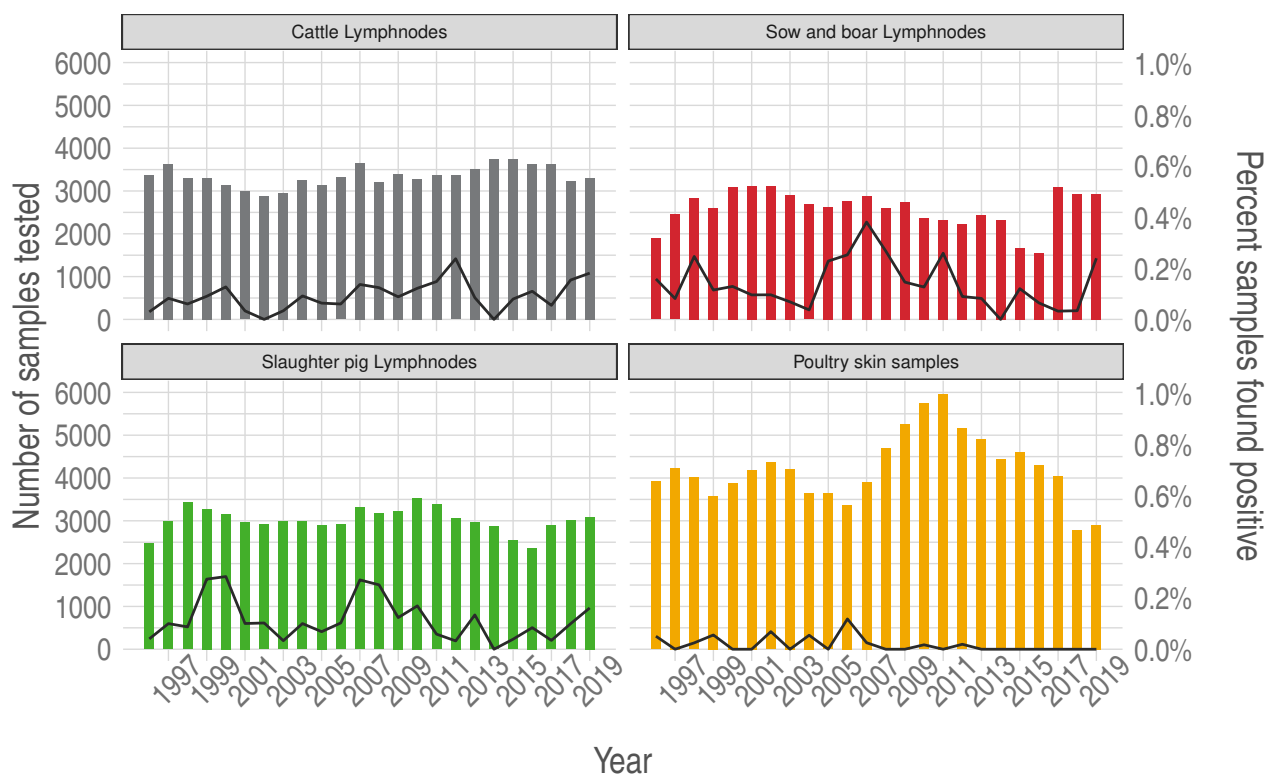 Cattle Lymphnodes
Sow and boar Lymphnodes
6000
5000
4000
3000
2000
1000
0
1.0%
0.8%
0.6%
0.4%
0.2%
0.0%
Slaughter pig Lymphnodes
Poultry skin samples
6000
5000
4000
3000
2000
1000
0
1.0%
0.8%
0.6%
0.4%
0.2%
0.0%
1997 1999 2001 2003 2005 2007 2009 2011 2013 2015 2017 2019
1997 1999 2001 2003 2005 2007 2009 2011 2013 2015 2017 2019
Number of samples tested
Percent samples found positive
Year